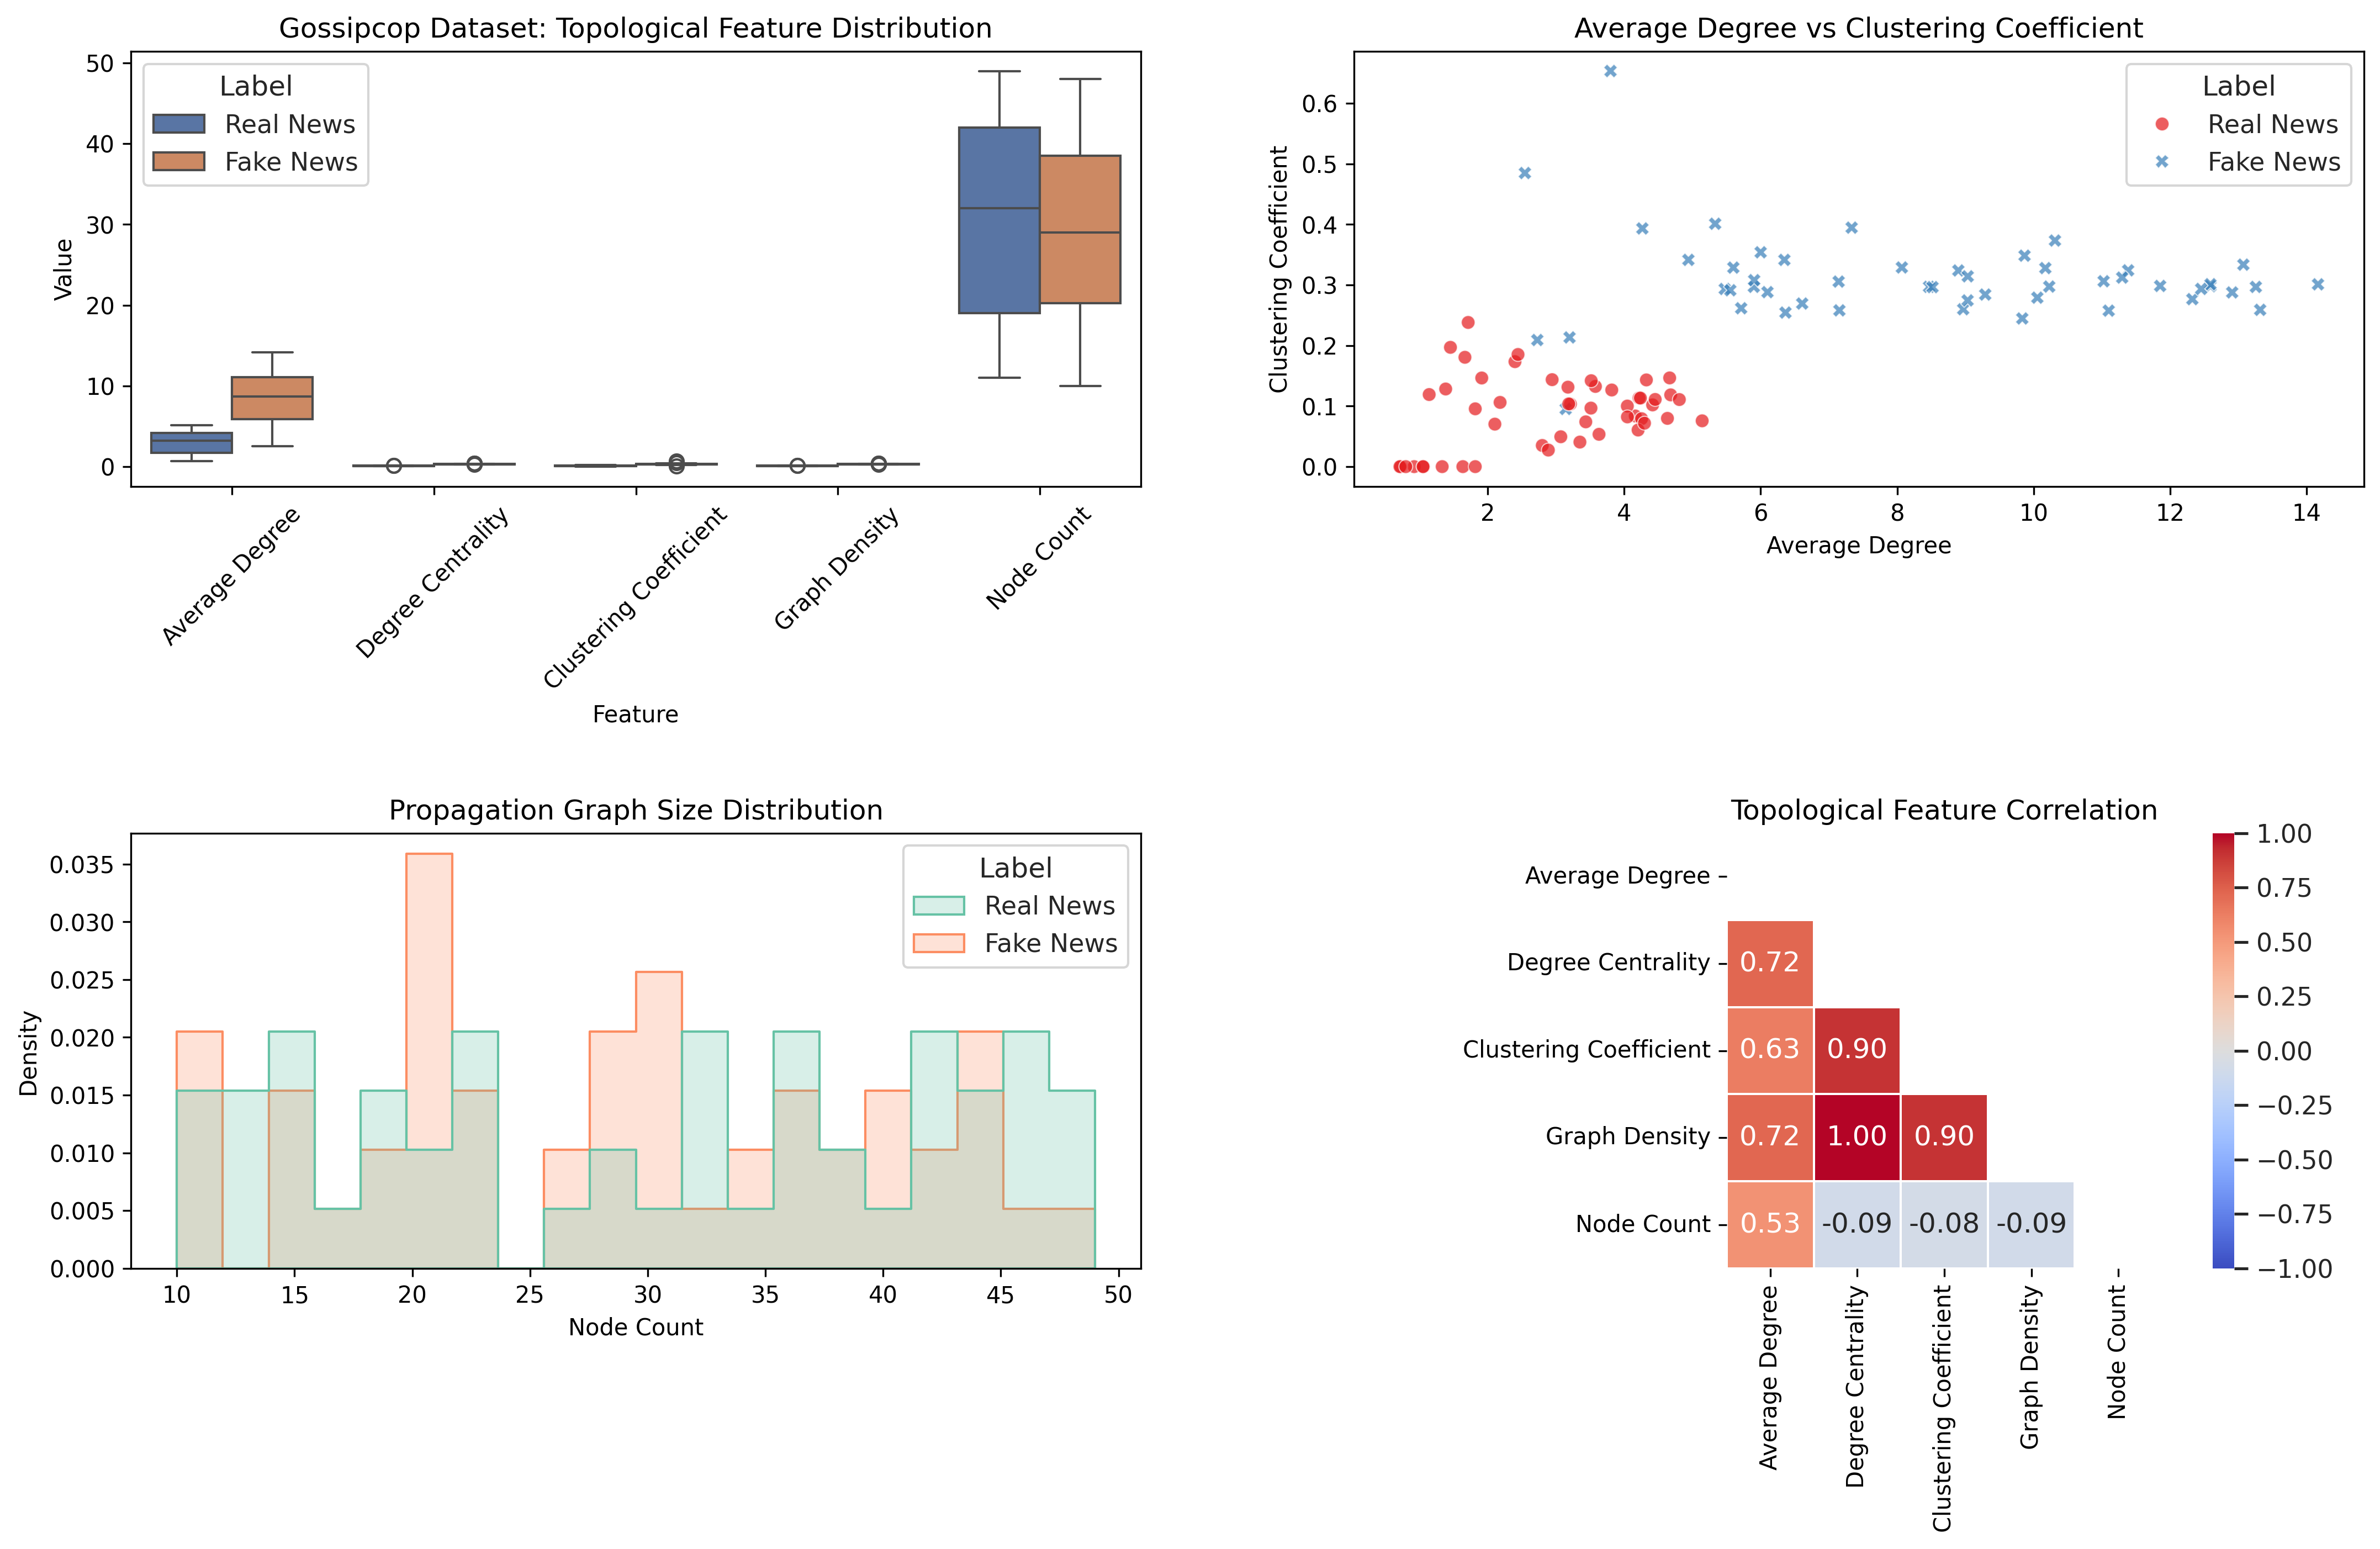 Gossipcop Dataset: Topological Feature Distribution
Value
50
40
30
20
10
0
Label
Real News
Fake News
Average Degree
Degree Centrality
Clustering Coefficient
Graph Density
Node Count
Feature
Average Degree vs Clustering Coefficient
Clustering Coefficient
0.6
0.5
0.4
0.3
0.2
0.1
0.0
Label
Real News
Fake News
2 4 6 8 10 12 14
Average Degree
Propagation Graph Size Distribution
Density
0.035
0.030
0.025
0.020
0.015
0.010
0.005
0.000
Label
Real News
Fake News
10 15 20 25 30 35 40 45 50
Node Count
Topological Feature Correlation
Average Degree
Degree Centrality 0.72
Clustering Coefficient 0.63 0.90
Graph Density 0.72 1.00 0.90
Node Count 0.53 -0.09 -0.08 -0.09
Average Degree
Degree Centrality
Clustering Coefficient
Graph Density
Node Count
1.00
0.75
0.50
0.25
0.00
−0.25
−0.50
−0.75
−1.00